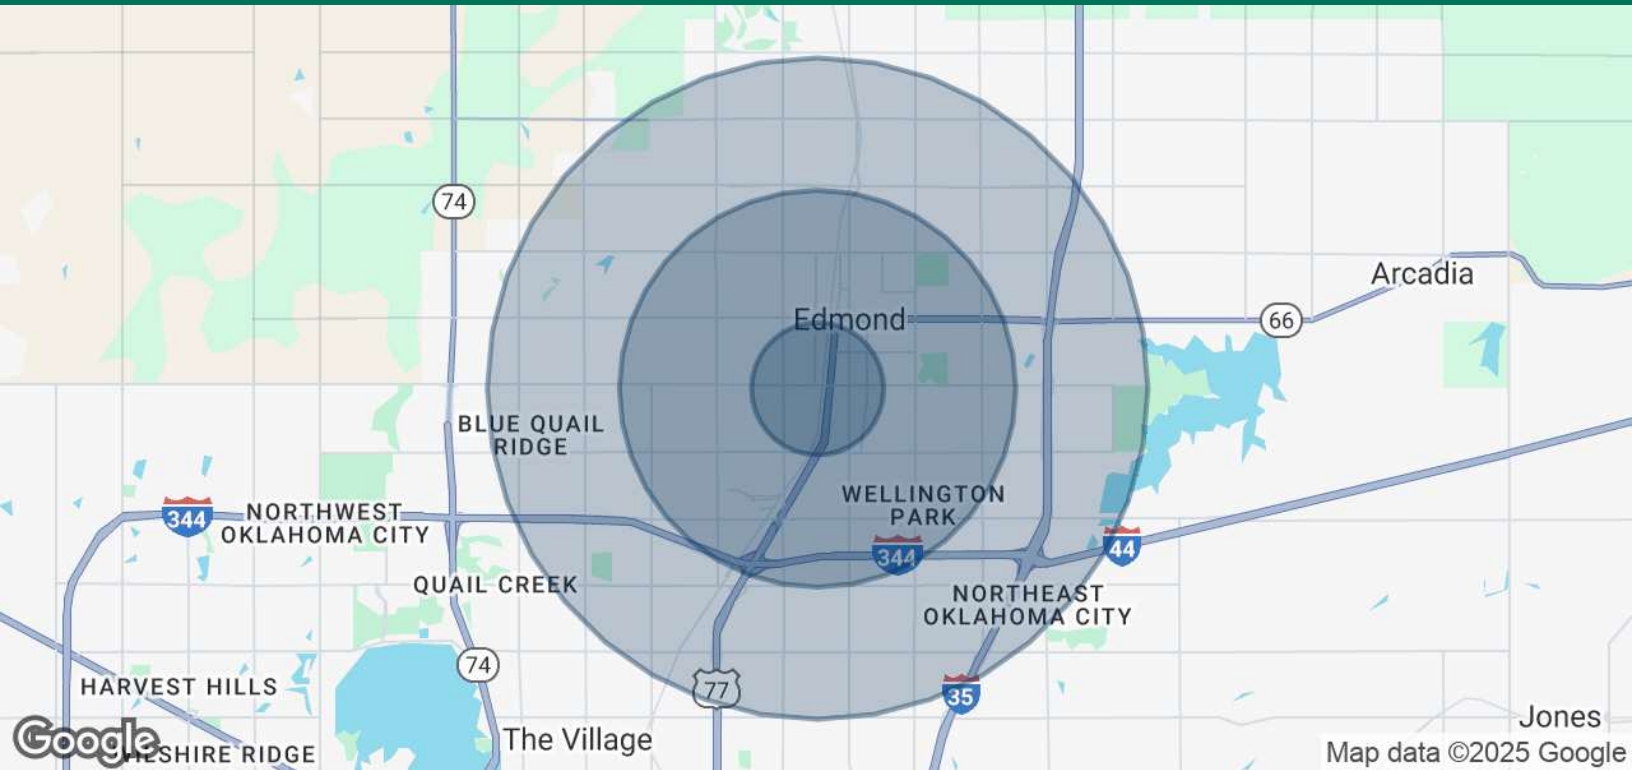 74
Edmond
Arcadia
66
BLUE QUAIL
RIDGE
WELLINGTON
PARK
344
NORTHWEST
OKLAHOMA CITY
344
44
QUAIL CREEK
NORTHEAST
OKLAHOMA CITY
74
77
35
HARVEST HILLS
Jones
Google
The Village
WILSHIRE RIDGE
Map data ©2025 Google